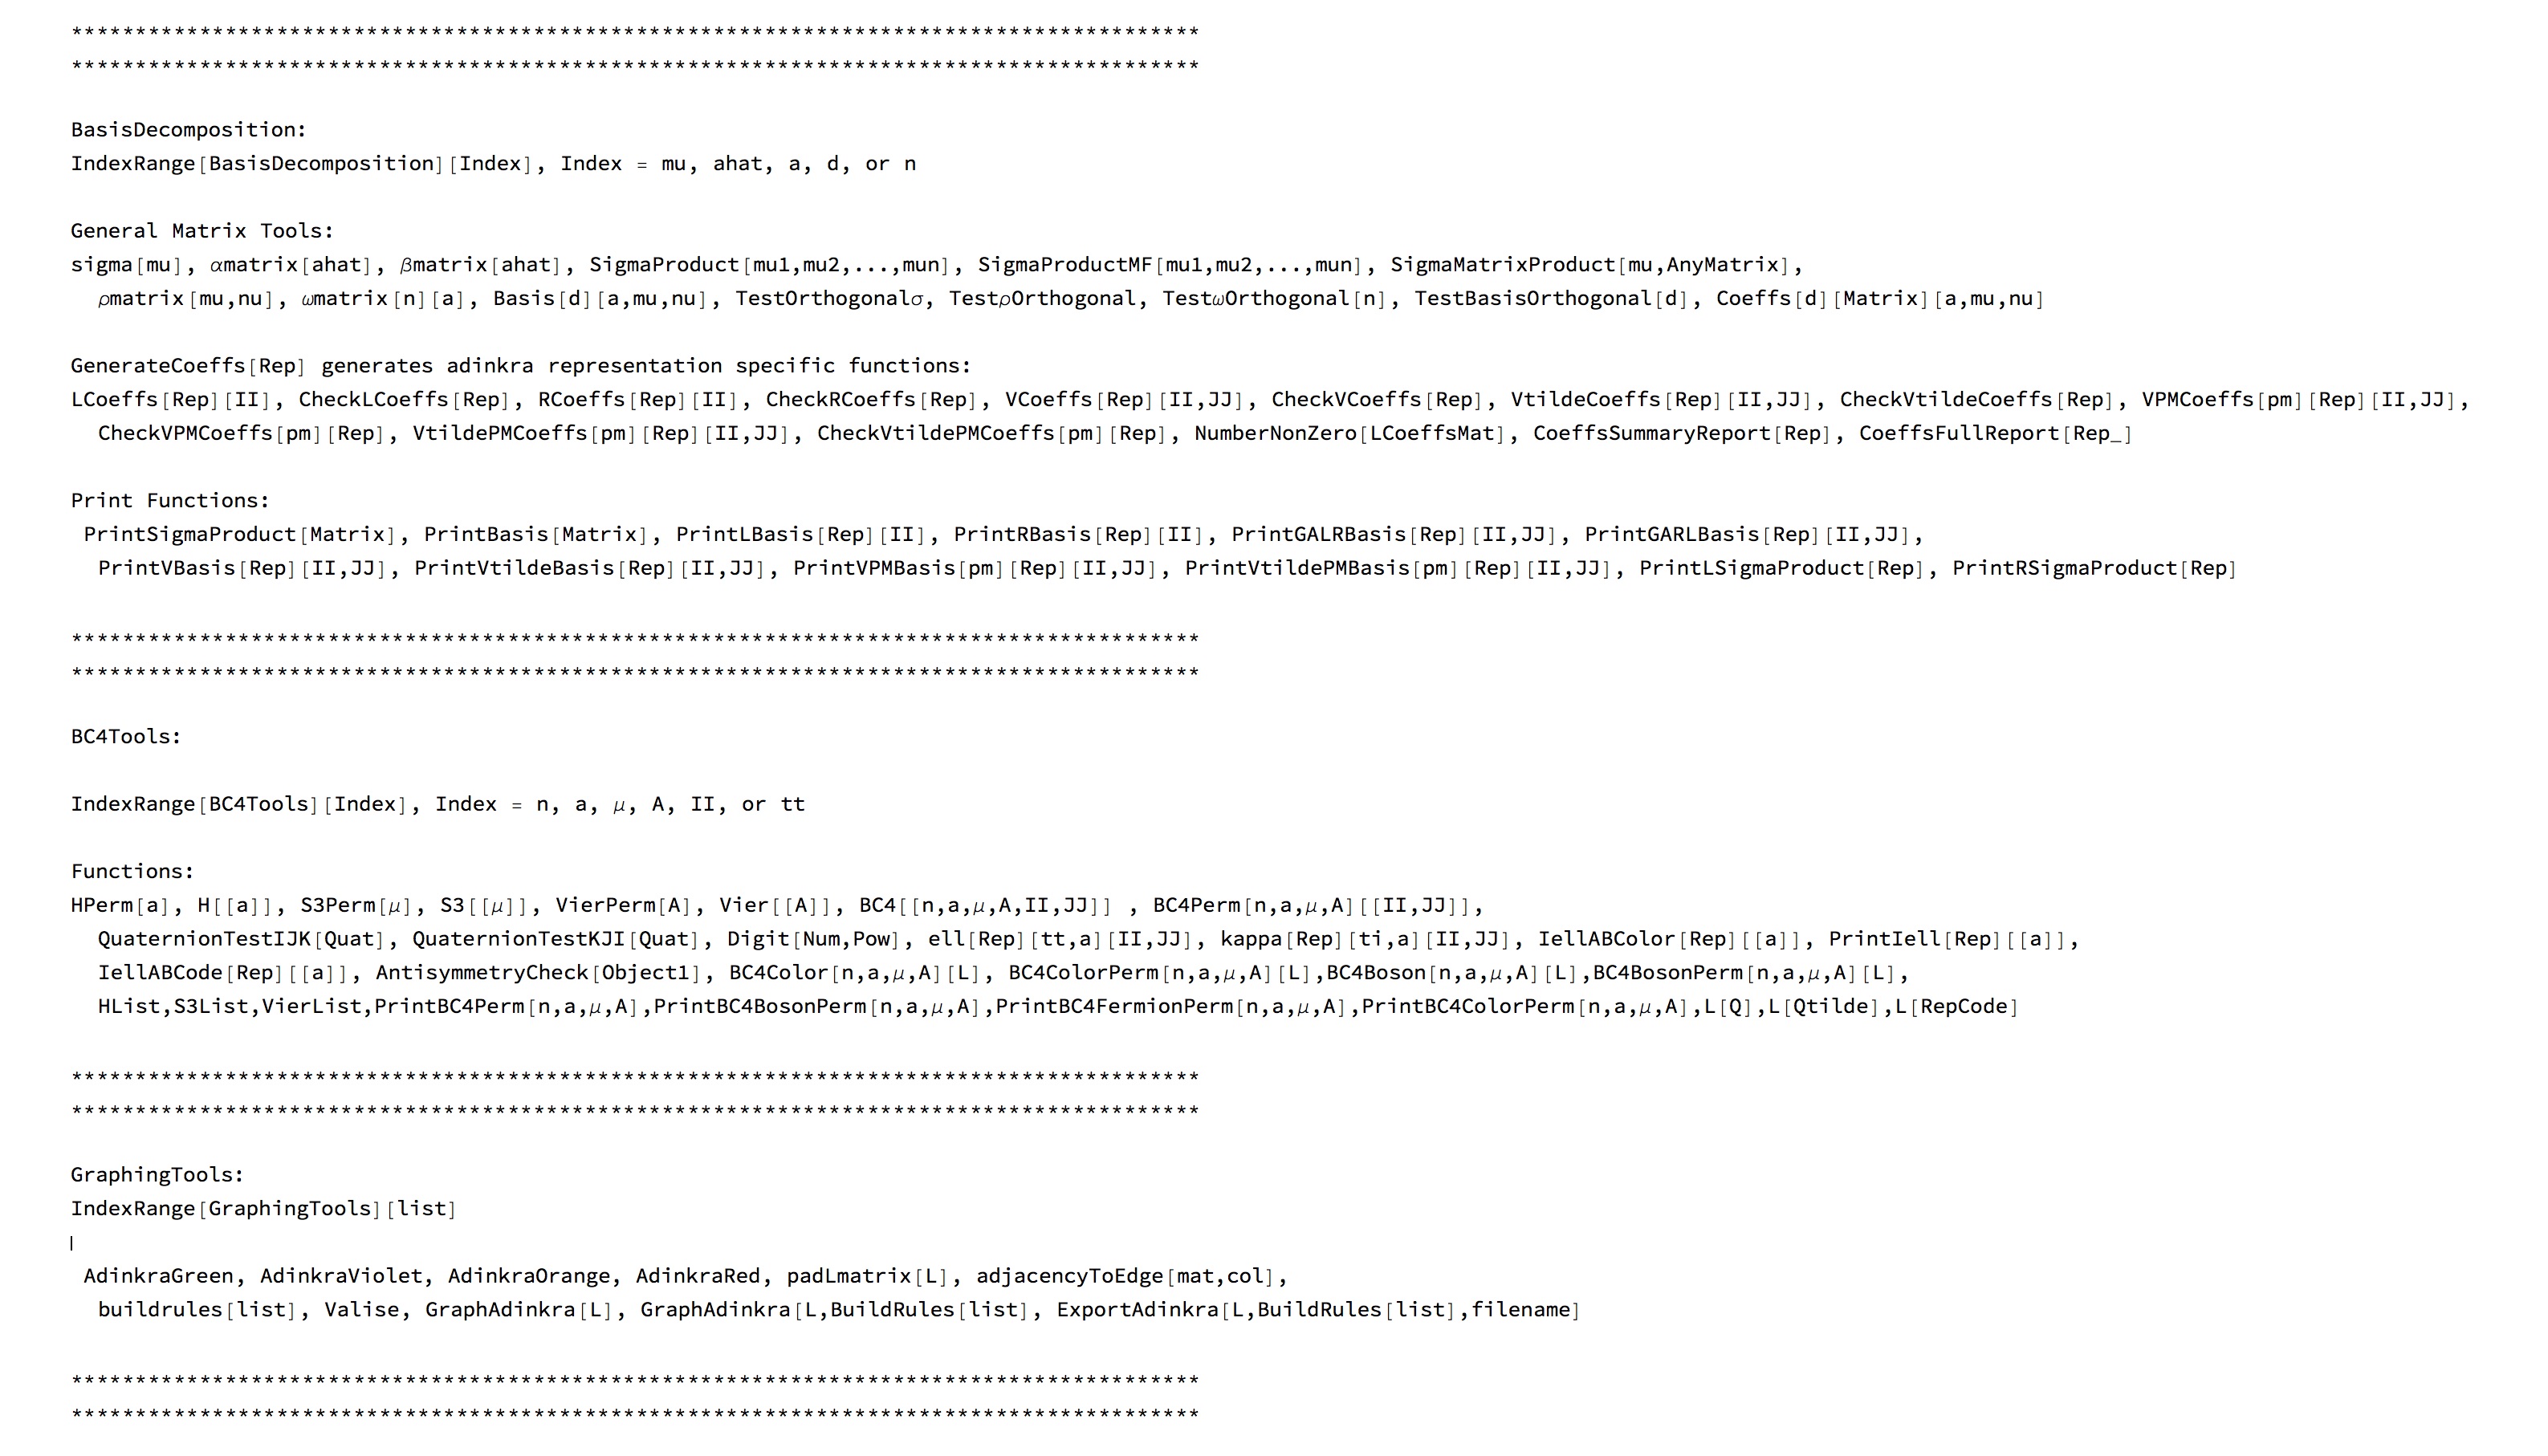 ****************************************************************************************
****************************************************************************************
BasisDecomposition:
IndexRange[BasisDecomposition][Index], Index = mu, ahat, a, d, or n
General Matrix Tools:
sigma[mu], αmatrix[ahat], βmatrix[ahat], SigmaProduct[mu1,mu2,...,mun], SigmaProductMF[mu1,mu2,...,mun], SigmaMatrixProduct[mu,AnyMatrix],
ρmatrix[mu,nu], ωmatrix[n][a], Basis[d][a,mu,nu], TestOrthogonalσ, TestρOrthogonal, TestωOrthogonal[n], TestBasisOrthogonal[d], Coeffs[d][Matrix][a,mu,nu]
GenerateCoeffs[Rep] generates adinkra representation specific functions:
LCoeffs[Rep][II], CheckLCoeffs[Rep], RCoeffs[Rep][II], CheckRCoeffs[Rep], VCoeffs[Rep][II,JJ], CheckVCoeffs[Rep], VtildeCoeffs[Rep][II,JJ], CheckVtildeCoeffs[Rep], VPMCoeffs[pm][Rep][II,JJ],
CheckVPMCoeffs[pm][Rep], VtildePMCoeffs[pm][Rep][II,JJ], CheckVtildePMCoeffs[pm][Rep], NumberNonZero[LCoeffsMat], CoeffsSummaryReport[Rep], CoeffsFullReport[Rep_]
Print Functions:
PrintSigmaProduct[Matrix], PrintBasis[Matrix], PrintLBasis[Rep][II], PrintRBasis[Rep][II], PrintGALRBasis[Rep][II,JJ], PrintGARLBasis[Rep][II,JJ],
PrintVBasis[Rep][II,JJ], PrintVtildeBasis[Rep][II,JJ], PrintVPMBasis[pm][Rep][II,JJ], PrintVtildePMBasis[pm][Rep][II,JJ], PrintLSigmaProduct[Rep], PrintRSigmaProduct[Rep]
****************************************************************************************
****************************************************************************************
BC4Tools:
IndexRange[BC4Tools][Index], Index = n, a, μ, A, II, or tt
Functions:
HPerm[a], H[[a]], S3Perm[μ], S3[[μ]], VierPerm[A], Vier[[A]], BC4[[n,a,μ,A,II,JJ]] , BC4Perm[n,a,μ,A][[II,JJ]],
QuaternionTestIJK[Quat], QuaternionTestKJI[Quat], Digit[Num,Pow], ell[Rep][tt,a][II,JJ], kappa[Rep][ti,a][II,JJ], IellABColor[Rep][[a]], PrintIell[Rep][[a]],
IellABCode[Rep][[a]], AntisymmetryCheck[Object1], BC4Color[n,a,μ,A][L], BC4ColorPerm[n,a,μ,A][L],BC4Boson[n,a,μ,A][L],BC4BosonPerm[n,a,μ,A][L],
HList,S3List,VierList,PrintBC4Perm[n,a,μ,A],PrintBC4BosonPerm[n,a,μ,A],PrintBC4FermionPerm[n,a,μ,A],PrintBC4ColorPerm[n,a,μ,A],L[Q],L[Qtilde],L[RepCode]
****************************************************************************************
****************************************************************************************
GraphingTools:
IndexRange[GraphingTools][list]
AdinkraGreen, AdinkraViolet, AdinkraOrange, AdinkraRed, padLmatrix[L], adjacencyToEdge[mat,col],
buildrules[list], Valise, GraphAdinkra[L], GraphAdinkra[L,BuildRules[list], ExportAdinkra[L,BuildRules[list],filename]
****************************************************************************************
****************************************************************************************